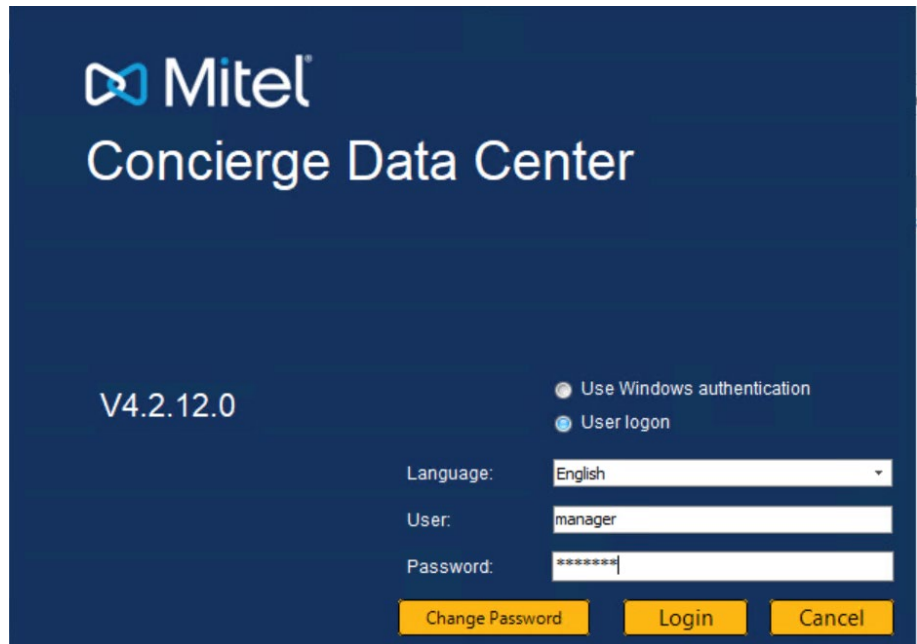 Mitel®
Concierge Data Center
V4.2.12.0
Use Windows authentication
User logon
Language: English
User: manager
Password: *******
Change Password Login Cancel